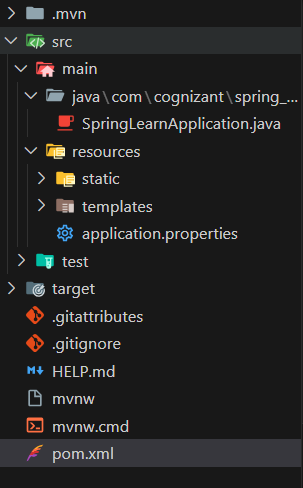 .mvn
src
main
java\com\cognizant\spring_...
SpringLearnApplication.java
resources
static
templates
application.properties
test
target
.gitattributes
.gitignore
HELP.md
mvnw
mvnw.cmd
pom.xml